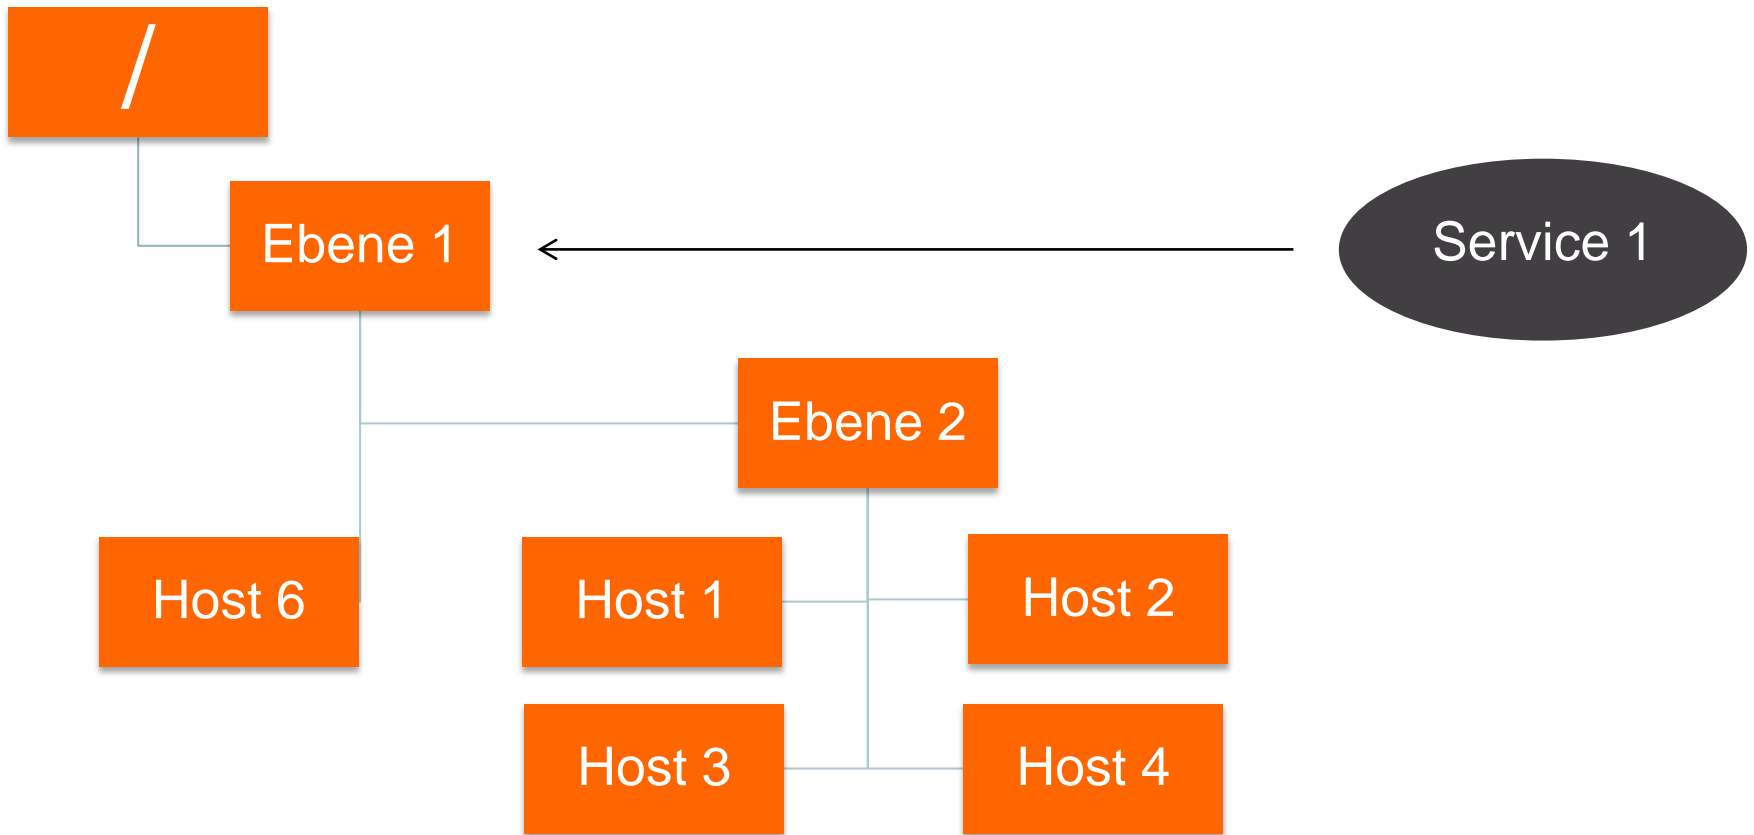 /
Ebene 1
Service 1
Ebene 2
Host 6
Host 1
Host 2
Host 3
Host 4